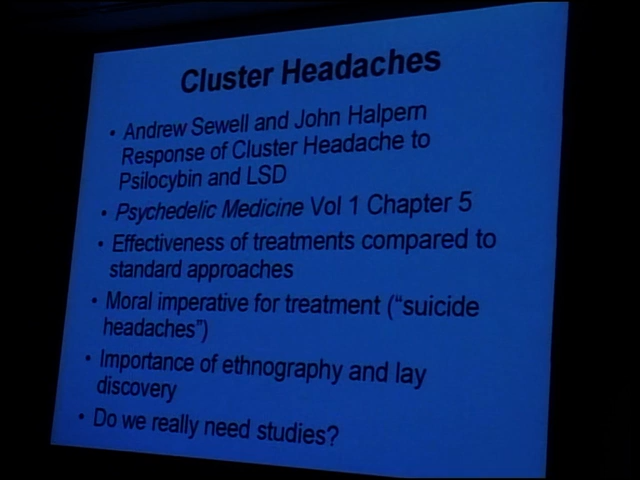 Cluster Headaches
• Andrew Sewell and John Halpern
Response of Cluster Headache to
Psilocybin and LSD
• Psychedelic Medicine Vol 1 Chapter 5
• Effectiveness of treatments compared to
standard approaches
• Moral imperative for treatment (“suicide
headaches”)
• Importance of ethnography and lay
discovery
• Do we really need studies?